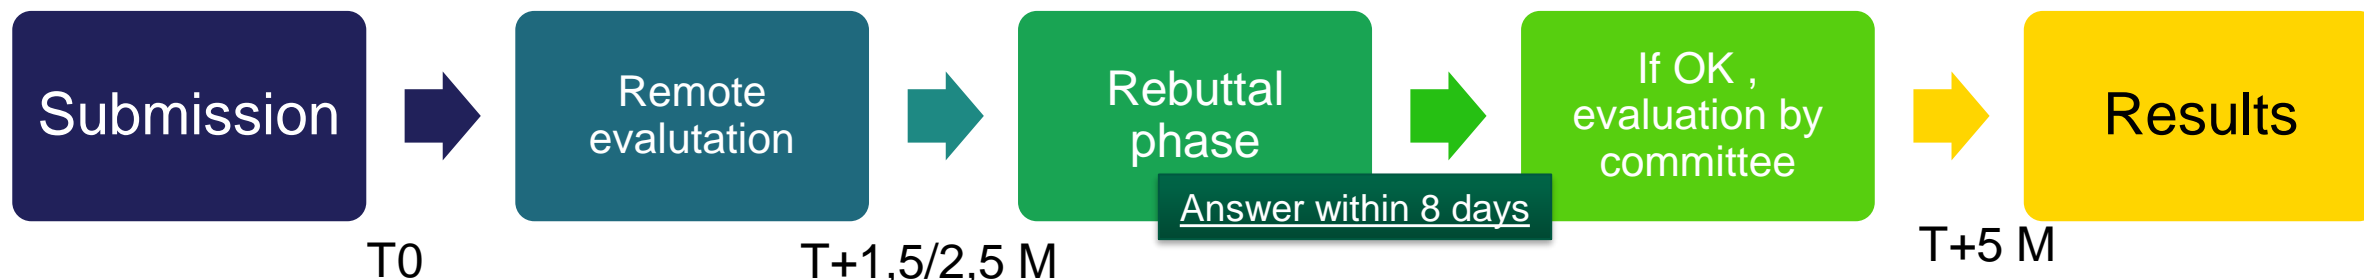 Submission
Remote
evalutation
Rebuttal
phase
Answer within 8 days
If OK ,
evaluation by
committee
Results
T0
T+1,5/2,5 M
T+5 M